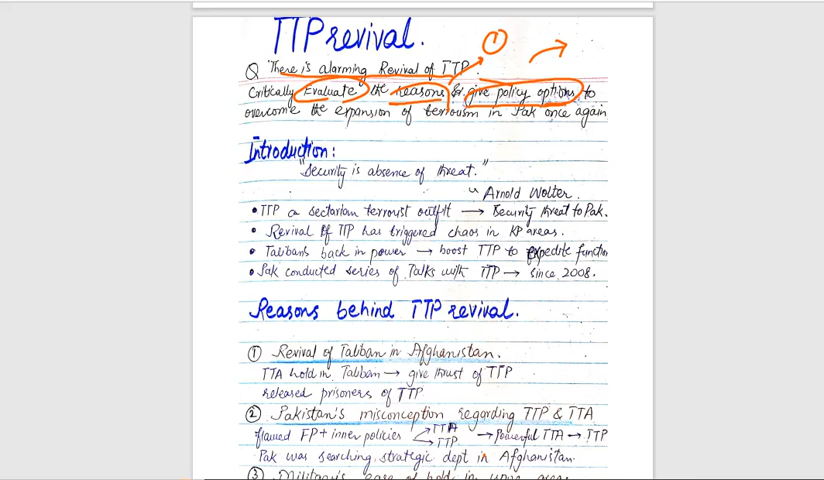 TTP revival.
①
Q "There is alarming Revival of TTP.
Critically Evaluate the reasons & give policy options to
overcome the expansion of terrorism in Pak once again
Introduction:
"Security is absence of threat."
Arnold Wolter.
• TTP a sectarian terroust outfit → Security threat to Pak.
• Revival of TTP has triggered chaos in KP areas.
• Talibans back in power → boost TTP to expedite function
• Pak conducted series of Talks with TTP → since 2008.
Reasons behind TTP revival.
① Revival of Taliban in Afghanistan.
TTA hold in Taliban → give thrust of TTP
released prisoners of TTP
② Pakistan's misconception regarding TTP & TTA
flawed FP + inner policies → TTA → TTP → Powerful TTA → TTP
Pak was searching strategic dept in Afghanistan.
③ Military's